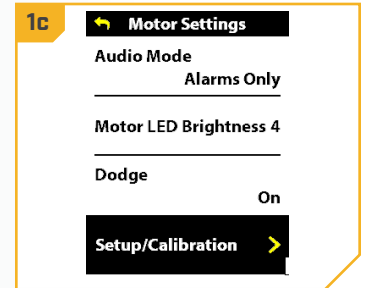 1c
Motor Settings
Audio Mode
Alarms Only
Motor LED Brightness 4
Dodge
On
Setup/Calibration